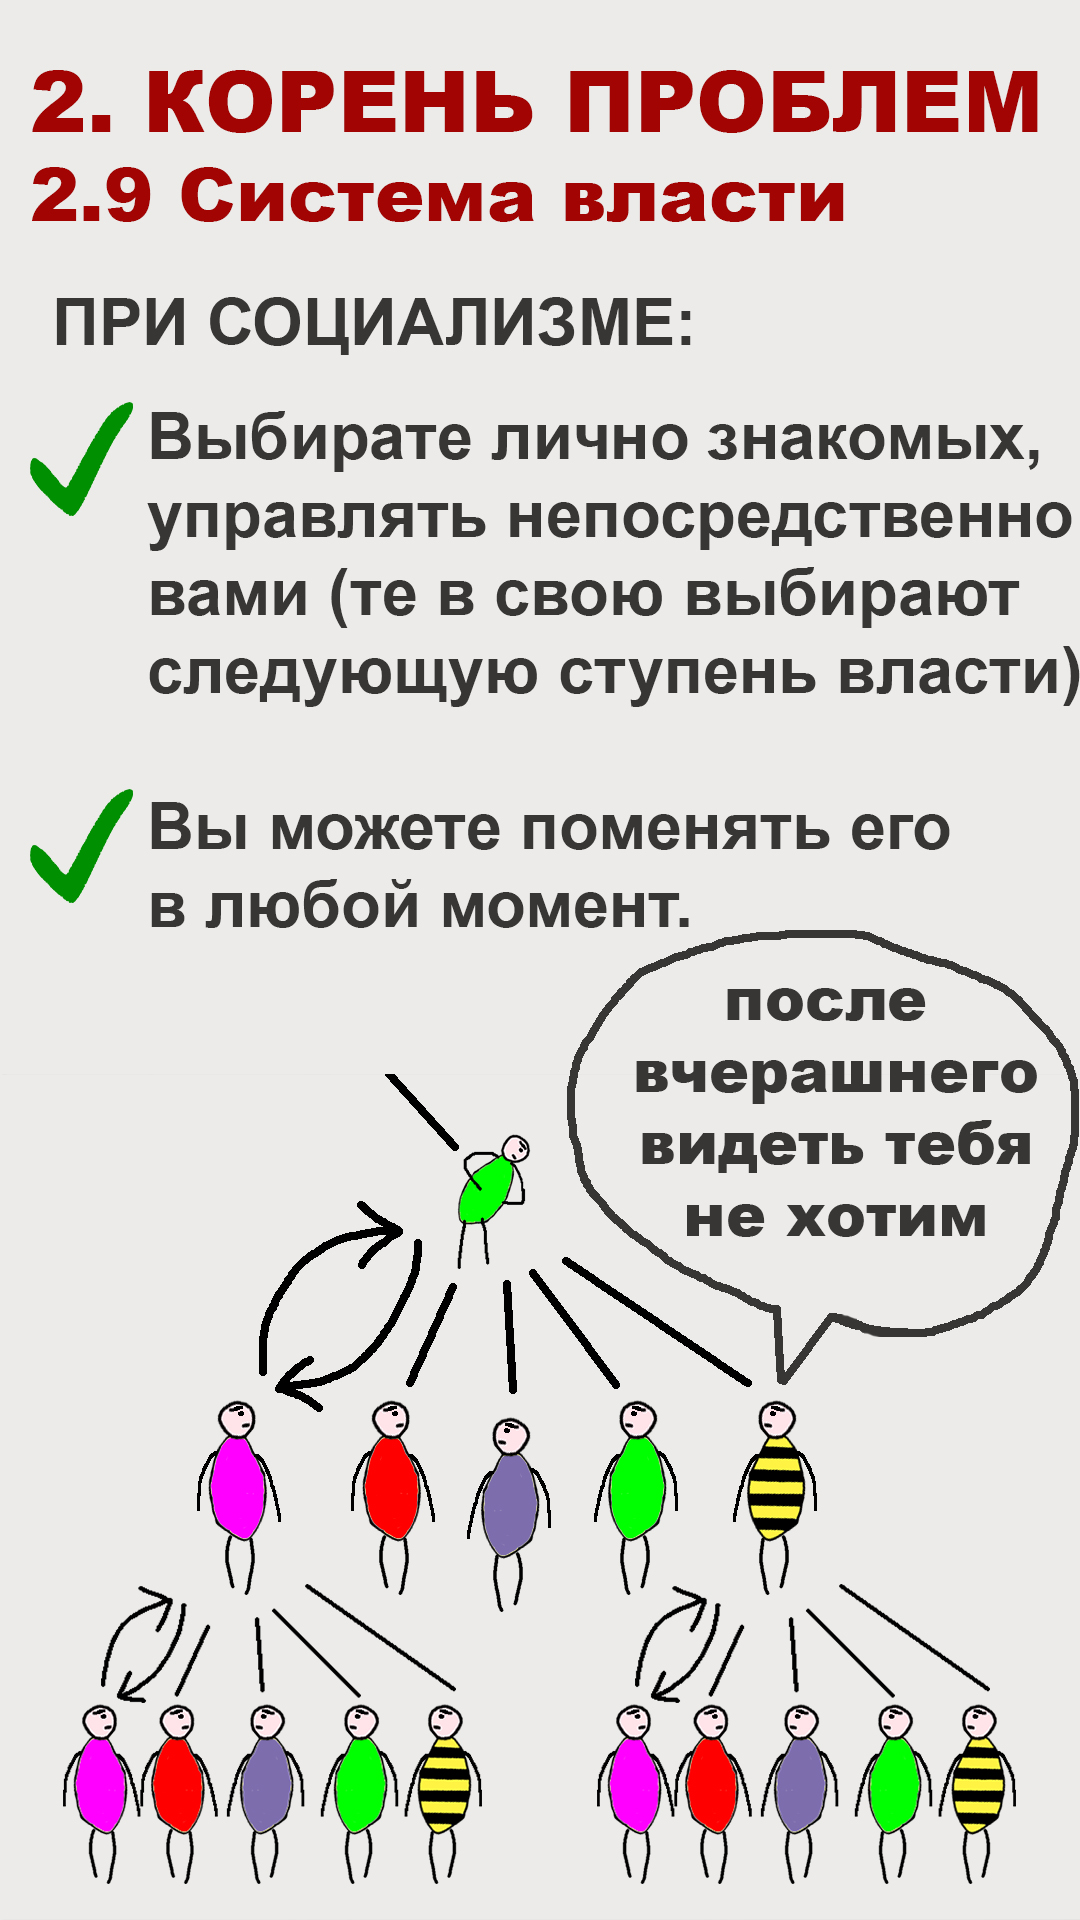 2. КОРЕНЬ ПРОБЛЕМ
2.9 Система власти
ПРИ СОЦИАЛИЗМЕ:
Выбирате лично знакомых,
управлять непосредственно
вами (те в свою выбирают
следующую ступень власти)
Вы можете поменять его
в любой момент.
после
вчерашнего
видеть тебя
не хотим